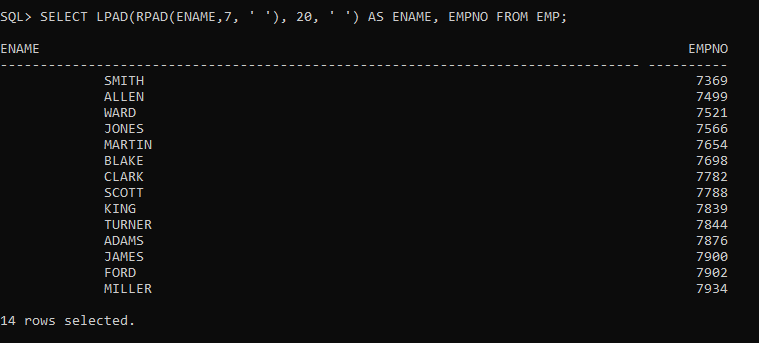 SQL> SELECT LPAD(RPAD(ENAME,7, ' '), 20, ' ') AS ENAME, EMPNO FROM EMP;
ENAME                                                                                 EMPNO
-------------------------------------------------------------------------------- ----------
             SMITH                                                                     7369
             ALLEN                                                                     7499
             WARD                                                                      7521
             JONES                                                                     7566
             MARTIN                                                                    7654
             BLAKE                                                                     7698
             CLARK                                                                     7782
             SCOTT                                                                     7788
             KING                                                                      7839
             TURNER                                                                    7844
             ADAMS                                                                     7876
             JAMES                                                                     7900
             FORD                                                                      7902
             MILLER                                                                    7934
14 rows selected.